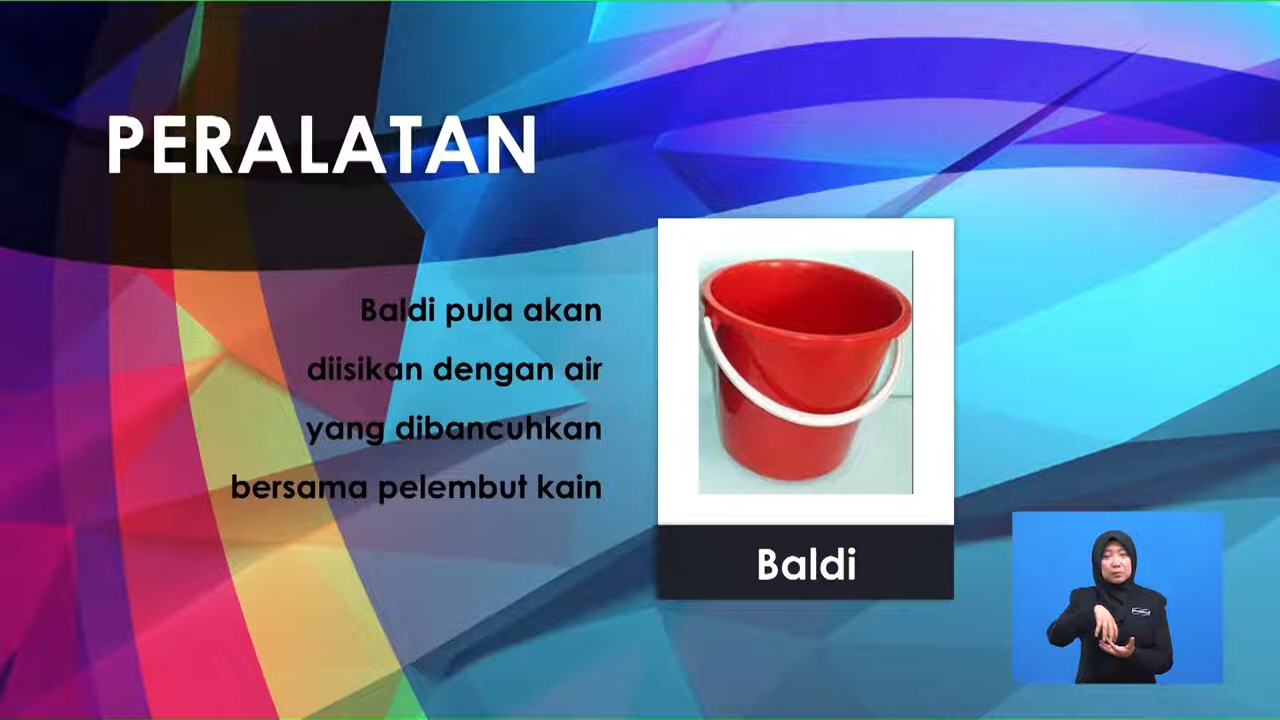 PERALATAN
Baldi pula akan
diisikan dengan air
yang dibancuhkan
bersama pelembut kain
Baldi